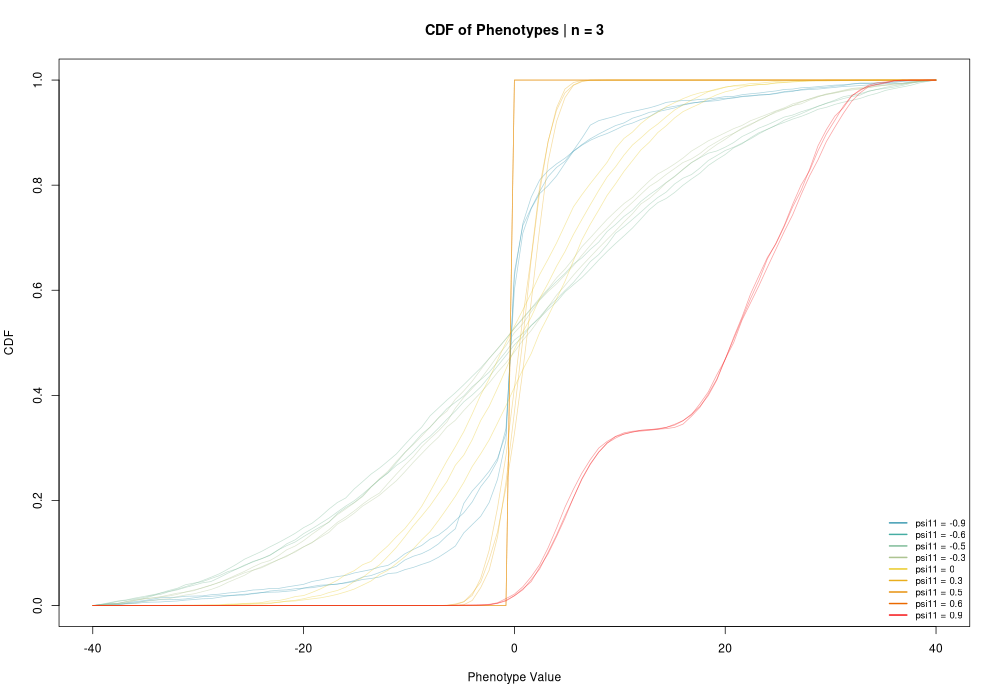 CDF of Phenotypes | n = 3
CDF
1.0
0.8
0.6
0.4
0.2
0.0
-40
-20
0
20
40
Phenotype Value
psi11 = -0.9
psi11 = -0.6
psi11 = -0.5
psi11 = -0.3
psi11 = 0
psi11 = 0.3
psi11 = 0.5
psi11 = 0.6
psi11 = 0.9